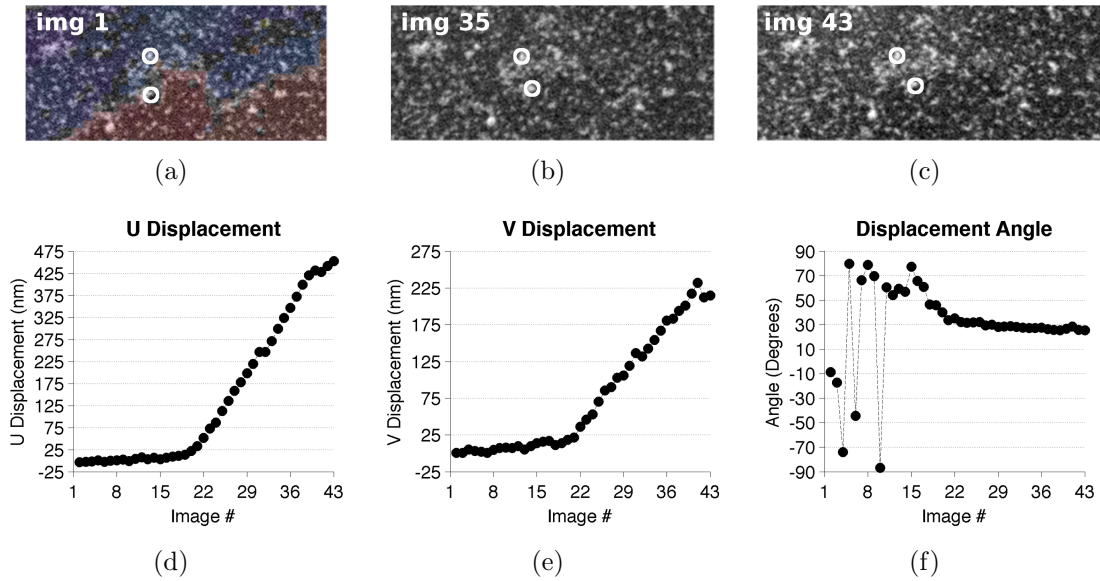 img 1
img 35
img 43
(a)
(b)
(c)
U Displacement
475
425
375
325
275
225
175
125
75
25
-25
U Displacement (nm)
1 8 15 22 29 36 43
Image #
V Displacement
275
225
175
125
75
25
-25
V Displacement (nm)
1 8 15 22 29 36 43
Image #
Displacement Angle
90
70
50
30
10
-10
-30
-50
-70
-90
Angle (Degrees)
1 8 15 22 29 36 43
Image #
(d)
(e)
(f)